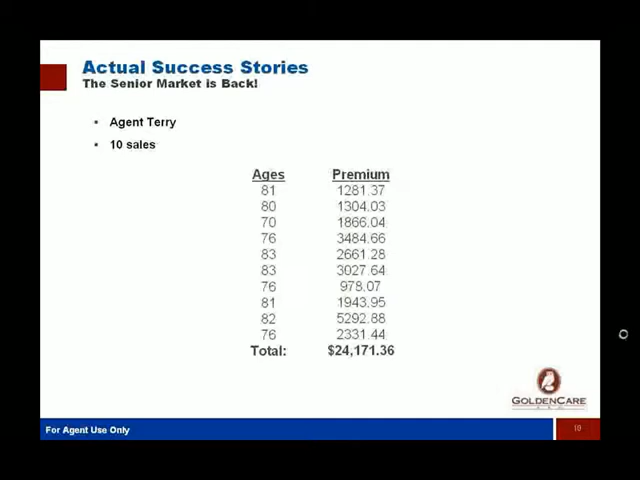 Actual Success Stories
The Senior Market is Back!
▪ Agent Terry
▪ 10 sales
Ages Premium
81 1281.37
80 1304.03
70 1866.04
76 3484.66
83 2661.28
83 3027.64
76 978.07
81 1943.95
82 5292.88
76 2331.44
Total: $24,171.36
GOLDENCARE
For Agent Use Only
10